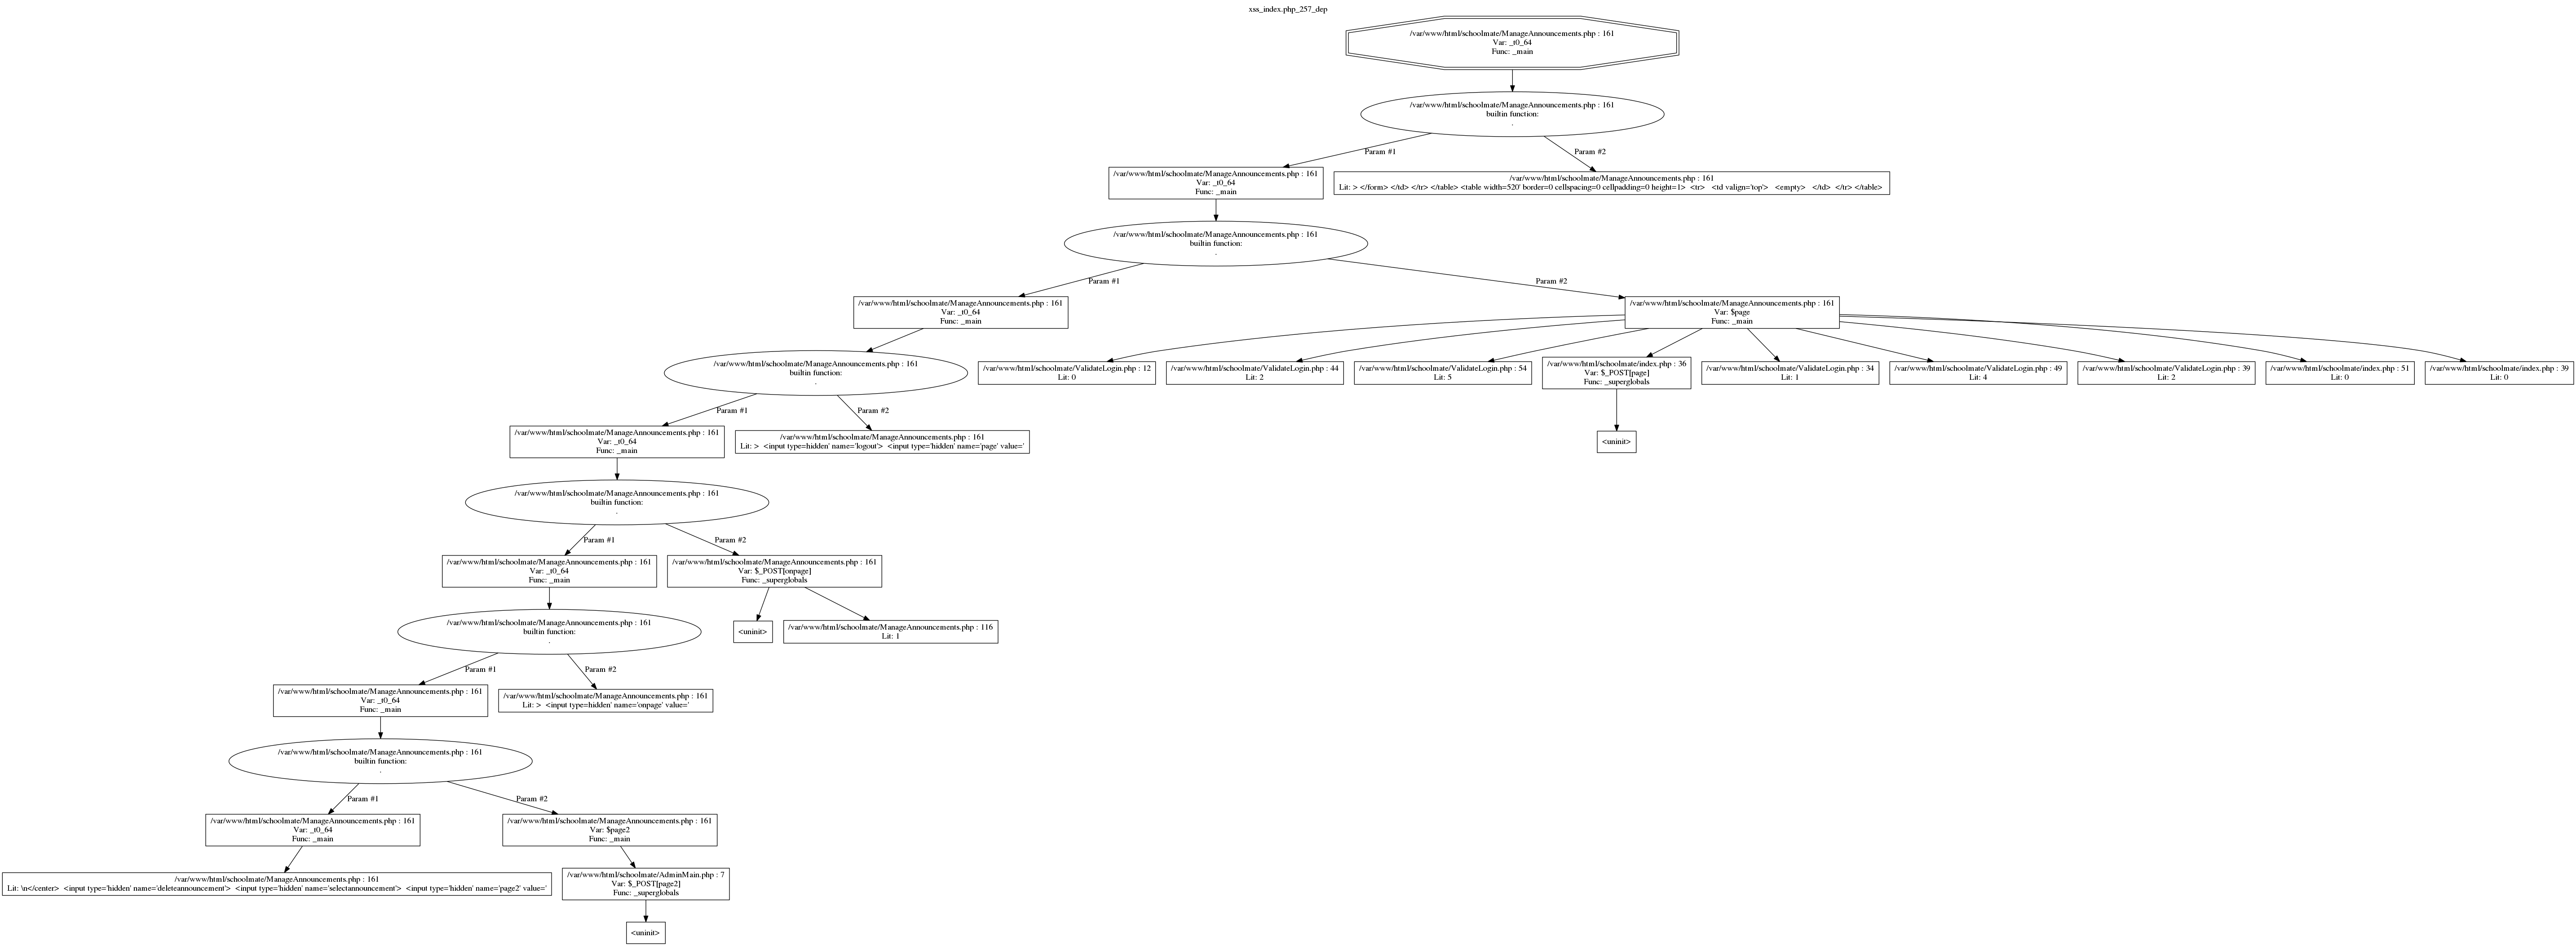 xss_index.php_257_dep
/var/www/html/schoolmate/ManageAnnouncements.php : 161
Var: _t0_64
Func: _main
/var/www/html/schoolmate/ManageAnnouncements.php : 161
builtin function:
.
Param #1
Param #2
/var/www/html/schoolmate/ManageAnnouncements.php : 161
Var: _t0_64
Func: _main
/var/www/html/schoolmate/ManageAnnouncements.php : 161
Lit: > </form> </td> </tr> </table> <table width=520' border=0 cellspacing=0 cellpadding=0 height=1>  <tr>   <td valign='top'>   <empty>   </td>  </tr> </table>
/var/www/html/schoolmate/ManageAnnouncements.php : 161
builtin function:
.
Param #1
Param #2
/var/www/html/schoolmate/ManageAnnouncements.php : 161
Var: _t0_64
Func: _main
/var/www/html/schoolmate/ManageAnnouncements.php : 161
Var: $page
Func: _main
/var/www/html/schoolmate/ManageAnnouncements.php : 161
builtin function:
.
/var/www/html/schoolmate/ValidateLogin.php : 12
Lit: 0
/var/www/html/schoolmate/ValidateLogin.php : 44
Lit: 2
/var/www/html/schoolmate/ValidateLogin.php : 54
Lit: 5
/var/www/html/schoolmate/index.php : 36
Var: $_POST[page]
Func: _superglobals
/var/www/html/schoolmate/ValidateLogin.php : 34
Lit: 1
/var/www/html/schoolmate/ValidateLogin.php : 49
Lit: 4
/var/www/html/schoolmate/ValidateLogin.php : 39
Lit: 2
/var/www/html/schoolmate/index.php : 51
Lit: 0
/var/www/html/schoolmate/index.php : 39
Lit: 0
Param #1
Param #2
/var/www/html/schoolmate/ManageAnnouncements.php : 161
Var: _t0_64
Func: _main
/var/www/html/schoolmate/ManageAnnouncements.php : 161
Lit: >  <input type=hidden' name='logout'>  <input type='hidden' name='page' value='
<uninit>
/var/www/html/schoolmate/ManageAnnouncements.php : 161
builtin function:
.
Param #1
Param #2
/var/www/html/schoolmate/ManageAnnouncements.php : 161
Var: _t0_64
Func: _main
/var/www/html/schoolmate/ManageAnnouncements.php : 161
Var: $_POST[onpage]
Func: _superglobals
/var/www/html/schoolmate/ManageAnnouncements.php : 161
builtin function:
.
<uninit>
/var/www/html/schoolmate/ManageAnnouncements.php : 116
Lit: 1
Param #1
Param #2
/var/www/html/schoolmate/ManageAnnouncements.php : 161
Var: _t0_64
Func: _main
/var/www/html/schoolmate/ManageAnnouncements.php : 161
Lit: >  <input type=hidden' name='onpage' value='
/var/www/html/schoolmate/ManageAnnouncements.php : 161
builtin function:
.
Param #1
Param #2
/var/www/html/schoolmate/ManageAnnouncements.php : 161
Var: _t0_64
Func: _main
/var/www/html/schoolmate/ManageAnnouncements.php : 161
Var: $page2
Func: _main
/var/www/html/schoolmate/ManageAnnouncements.php : 161
Lit: \n</center>  <input type='hidden' name='deleteannouncement'>  <input type='hidden' name='selectannouncement'>  <input type='hidden' name='page2' value='
/var/www/html/schoolmate/AdminMain.php : 7
Var: $_POST[page2]
Func: _superglobals
<uninit>